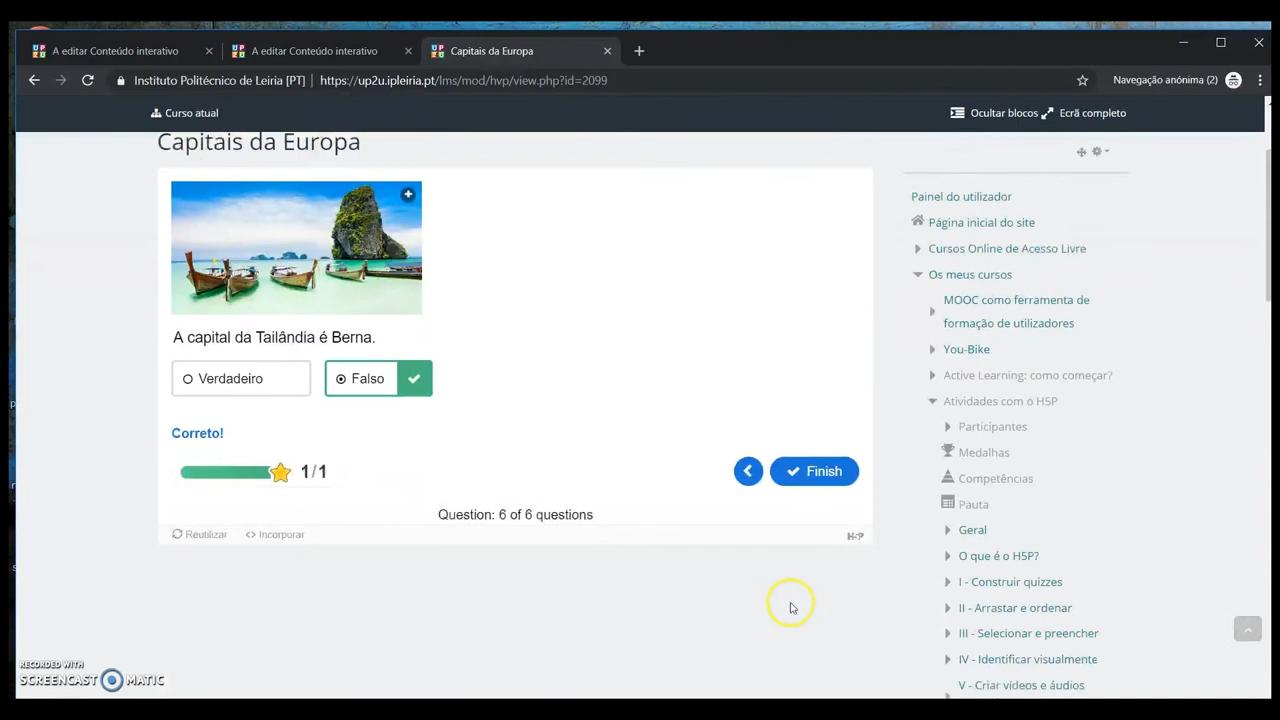 A editar Conteúdo interativo
A editar Conteúdo interativo
Capitais da Europa
Instituto Politécnico de Leiria [PT]
https://up2u.ipleiria.pt/lms/mod/hvp/view.php?id=2099
Navegação anónima (2)
Curso atual
Ocultar blocos
Ecrã completo
Capitais da Europa
A capital da Tailândia é Berna.
Verdadeiro
Falso
Correto!
1/1
Finish
Question: 6 of 6 questions
Reutilizar
Incorporar
H5P
Painel do utilizador
Página inicial do site
Cursos Online de Acesso Livre
Os meus cursos
MOOC como ferramenta de
formação de utilizadores
You-Bike
Active Learning: como começar?
Atividades com o H5P
Participantes
Medalhas
Competências
Pauta
Geral
O que é o H5P?
I - Construir quizzes
II - Arrastar e ordenar
III - Selecionar e preencher
IV - Identificar visualmente
V - Criar vídeos e áudios
RECORDED WITH
SCREENCAST MATIC